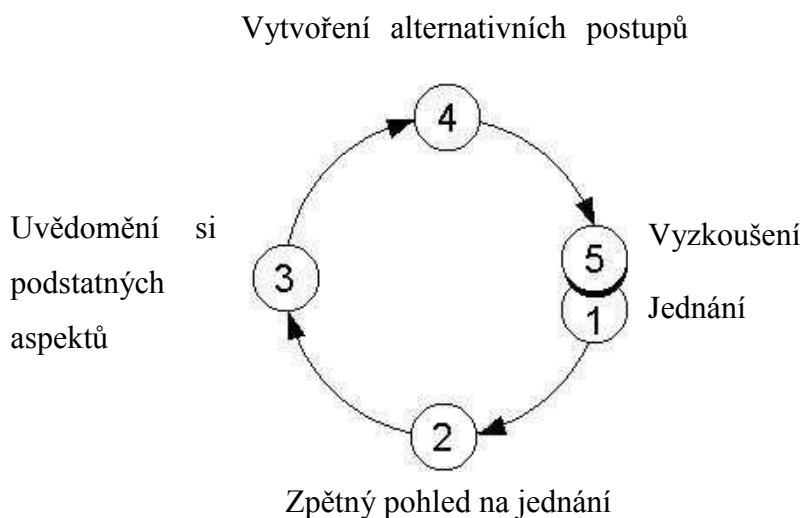 Vytvoření alternativních postupů
4
Uvědomění si
podstatných
aspektů
3
5
Vyzkoušení
1
Jednání
2
Zpětný pohled na jednání